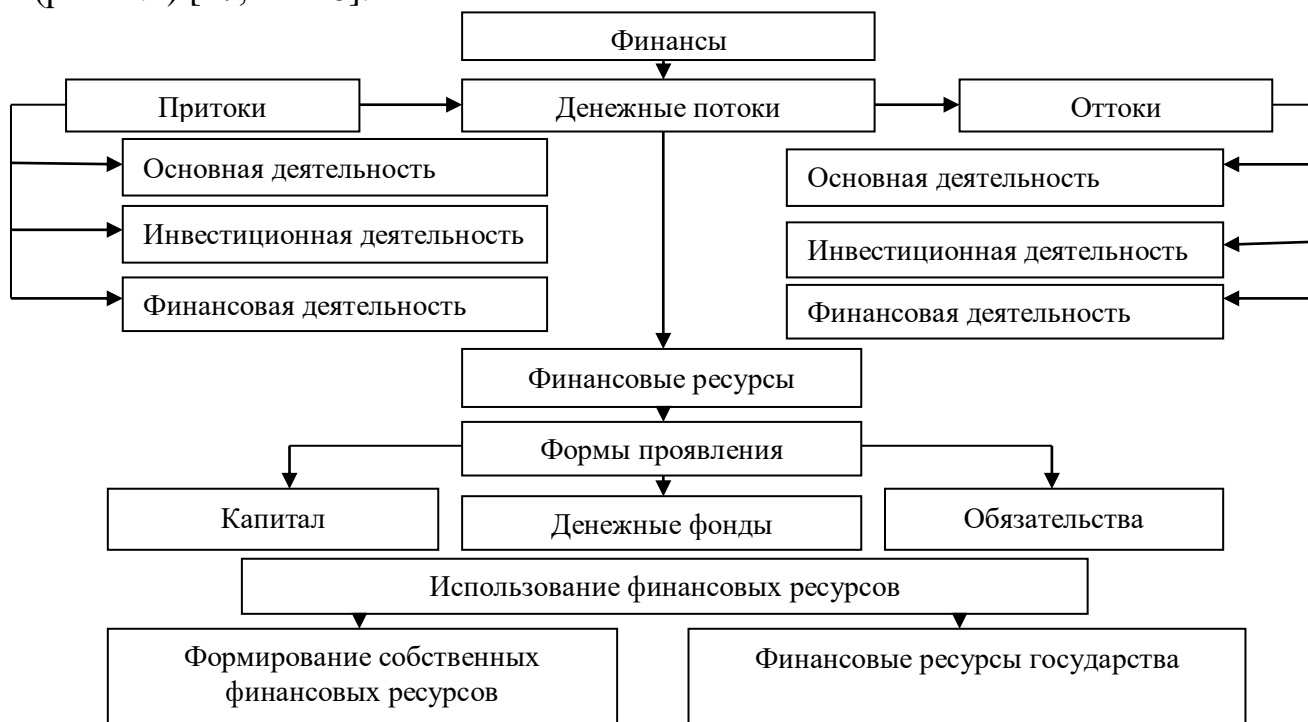 Финансы
Притоки
Денежные потоки
Оттоки
Основная деятельность
Основная деятельность
Инвестиционная деятельность
Инвестиционная деятельность
Финансовая деятельность
Финансовая деятельность
Финансовые ресурсы
Формы проявления
Капитал
Денежные фонды
Обязательства
Использование финансовых ресурсов
Формирование собственных
финансовых ресурсов
Финансовые ресурсы государства